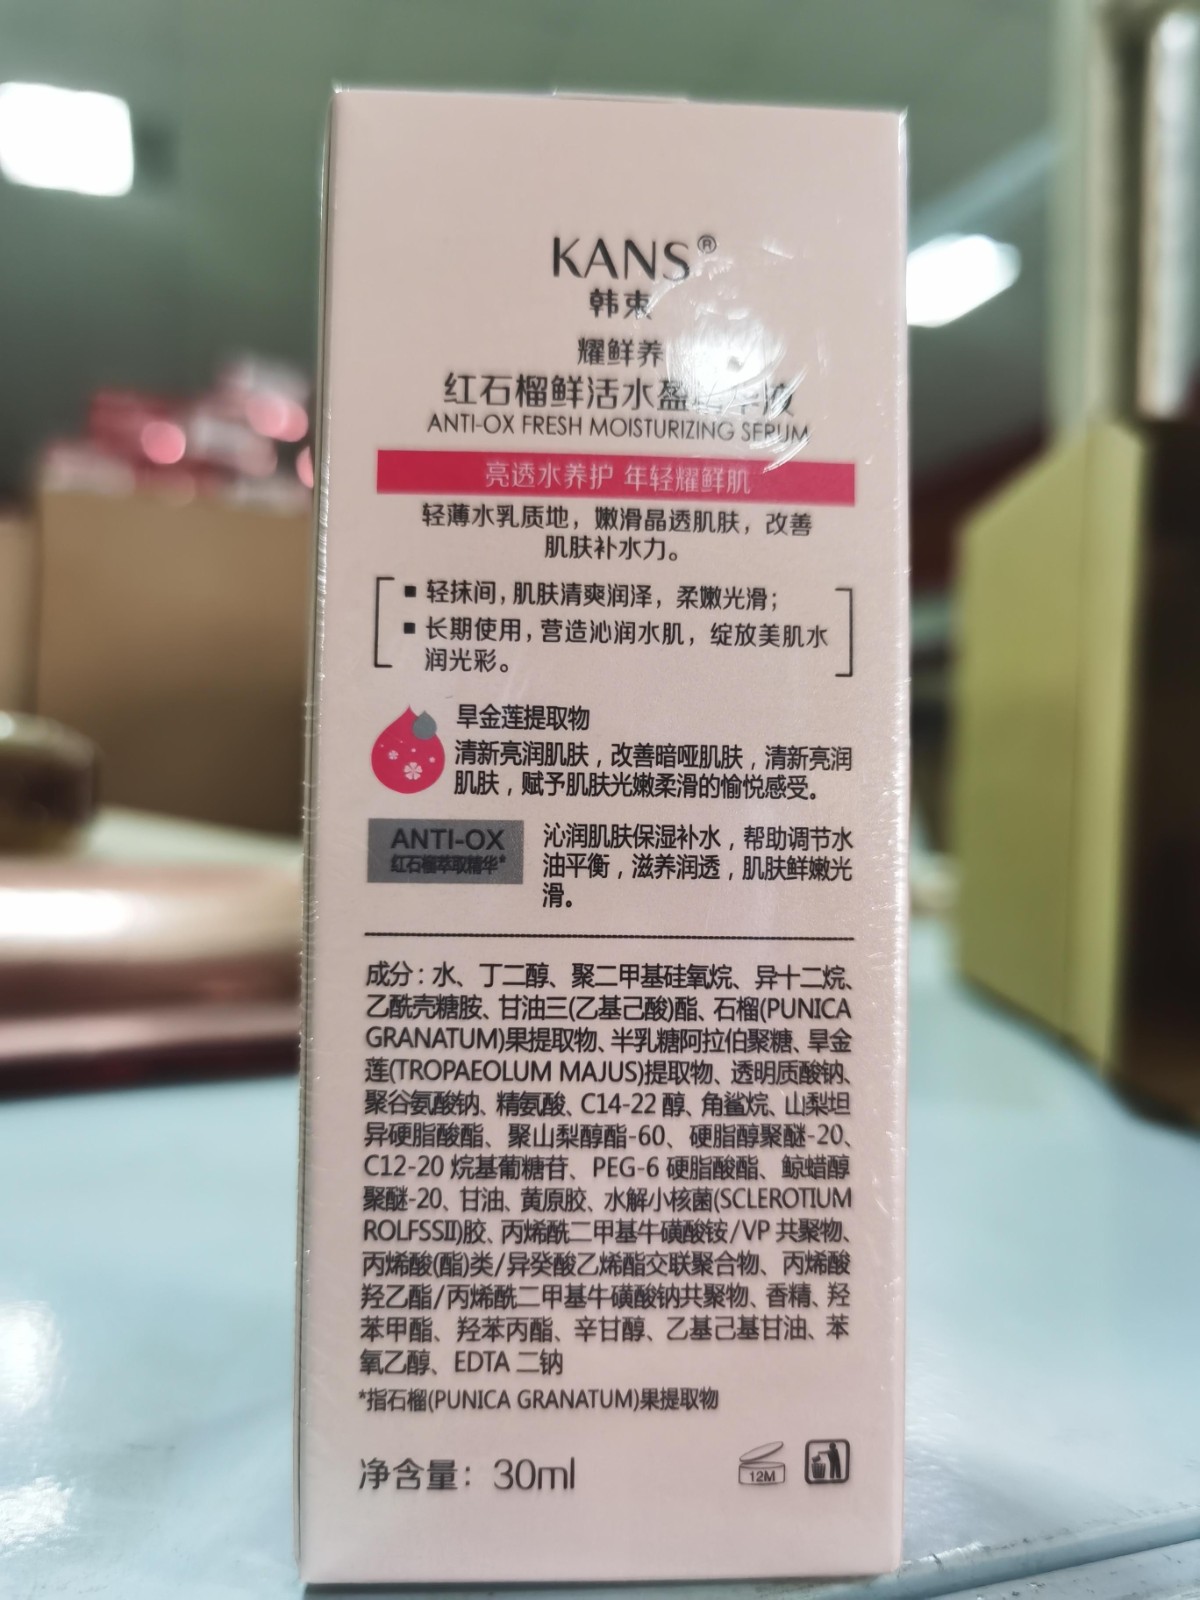 KANS®
韩束
耀鲜养
红石榴鲜活水盈精华液
ANTI-OX FRESH MOISTURIZING SERUM
亮透水养护 年轻耀鲜肌
轻薄水乳质地，嫩滑晶透肌肤，改善
肌肤补水力。
▪ 轻抹间，肌肤清爽润泽，柔嫩光滑；
▪ 长期使用，营造沁润水肌，绽放美肌水
润光彩。
旱金莲提取物
清新亮润肌肤，改善暗哑肌肤，清新亮润
肌肤，赋予肌肤光嫩柔滑的愉悦感受。
ANTI-OX
红石榴萃取精华*
沁润肌肤保湿补水，帮助调节水
油平衡，滋养润透，肌肤鲜嫩光
滑。
成分：水、丁二醇、聚二甲基硅氧烷、异十二烷、
乙酰壳糖胺、甘油三(乙基己酸)酯、石榴(PUNICA
GRANATUM)果提取物、半乳糖阿拉伯聚糖、旱金
莲(TROPAEOLUM MAJUS)提取物、透明质酸钠、
聚谷氨酸钠、精氨酸、C14-22 醇、角鲨烷、山梨坦
异硬脂酸酯、聚山梨醇酯-60、硬脂醇聚醚-20、
C12-20 烷基葡糖苷、PEG-6 硬脂酸酯、鲸蜡醇
聚醚-20、甘油、黄原胶、水解小核菌(SCLEROTIUM
ROLFSSII)胶、丙烯酰二甲基牛磺酸铵/VP 共聚物、
丙烯酸(酯)类/异癸酸乙烯酯交联聚合物、丙烯酸
羟乙酯/丙烯酰二甲基牛磺酸钠共聚物、香精、羟
苯甲酯、羟苯丙酯、辛甘醇、乙基己基甘油、苯
氧乙醇、EDTA 二钠
*指石榴(PUNICA GRANATUM)果提取物
净含量：30ml
12M